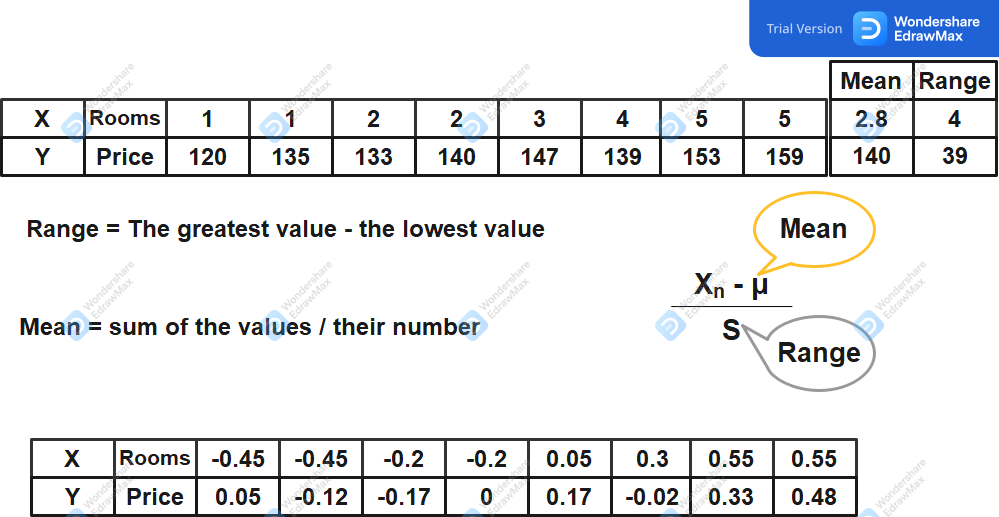 Trial Version
Wondershare
EdrawMax
Mean Range
X Rooms 1 1 2 2 3 4 5 5 2.8 4
Y Price 120 135 133 140 147 139 153 159 140 39
Range = The greatest value - the lowest value
Mean
Xn - μ
Mean = sum of the values / their number
S
Range
X Rooms -0.45 -0.45 -0.2 -0.2 0.05 0.3 0.55 0.55
Y Price 0.05 -0.12 -0.17 0 0.17 -0.02 0.33 0.48